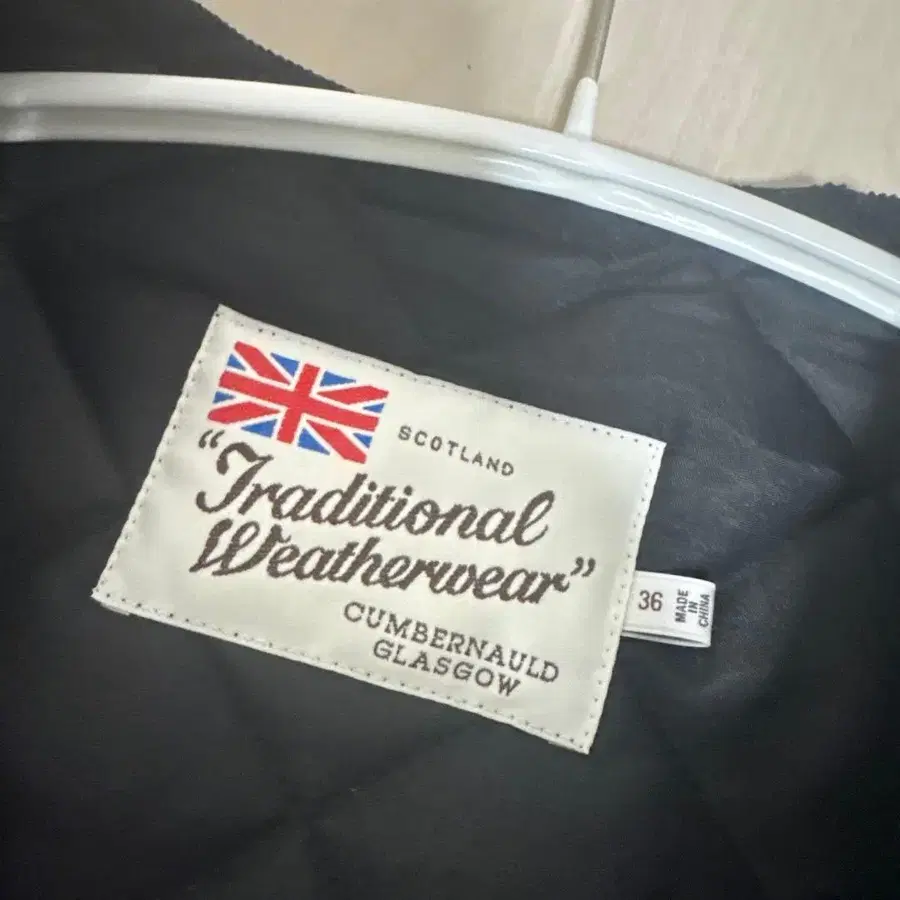 SCOTLAND
"Traditional
Weatherwear"
CUMBERNAULD
GLASGOW
36
MADE
IN
CHINA